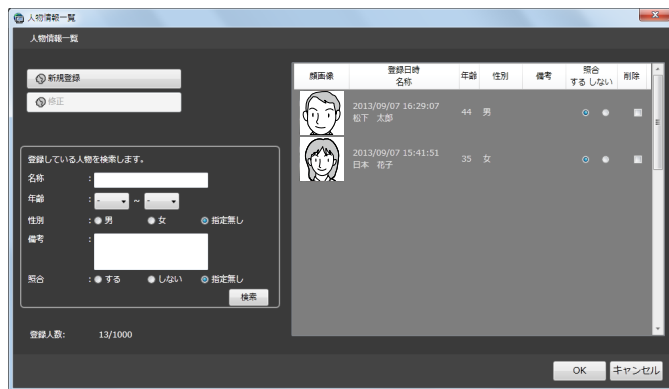 人物情報一覧
人物情報一覧
新規登録
修正
登録している人物を検索します。
名称 :
年齢 : - ～ -
性別 : 男 女 指定無し
備考 :
照合 : する しない 指定無し
検索
登録人数: 13/1000
顔画像 登録日時 名称 年齢 性別 備考 照合 する しない 削除
2013/09/07 16:29:07
松下 太郎 44 男
2013/09/07 15:41:51
日本 花子 35 女
OK キャンセル